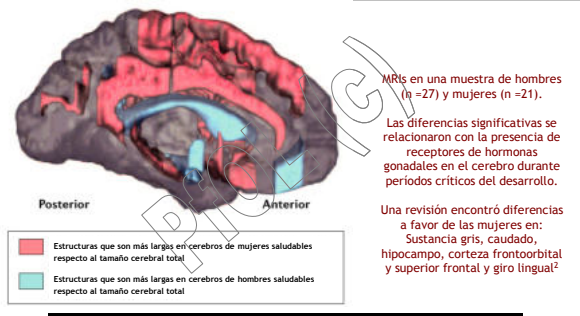 MRIs en una muestra de hombres
(n =27) y mujeres (n =21).
Las diferencias significativas se
relacionaron con la presencia de
receptores de hormonas
gonadales en el cerebro durante
períodos críticos del desarrollo.
Una revisión encontró diferencias
a favor de las mujeres en:
Sustancia gris, caudado,
hipocampo, corteza frontoorbital
y superior frontal y giro lingual2
Posterior
Anterior
Estructuras que son más largas en cerebros de mujeres saludables
respecto al tamaño cerebral total
Estructuras que son más largas en cerebros de hombres saludables
respecto al tamaño cerebral total